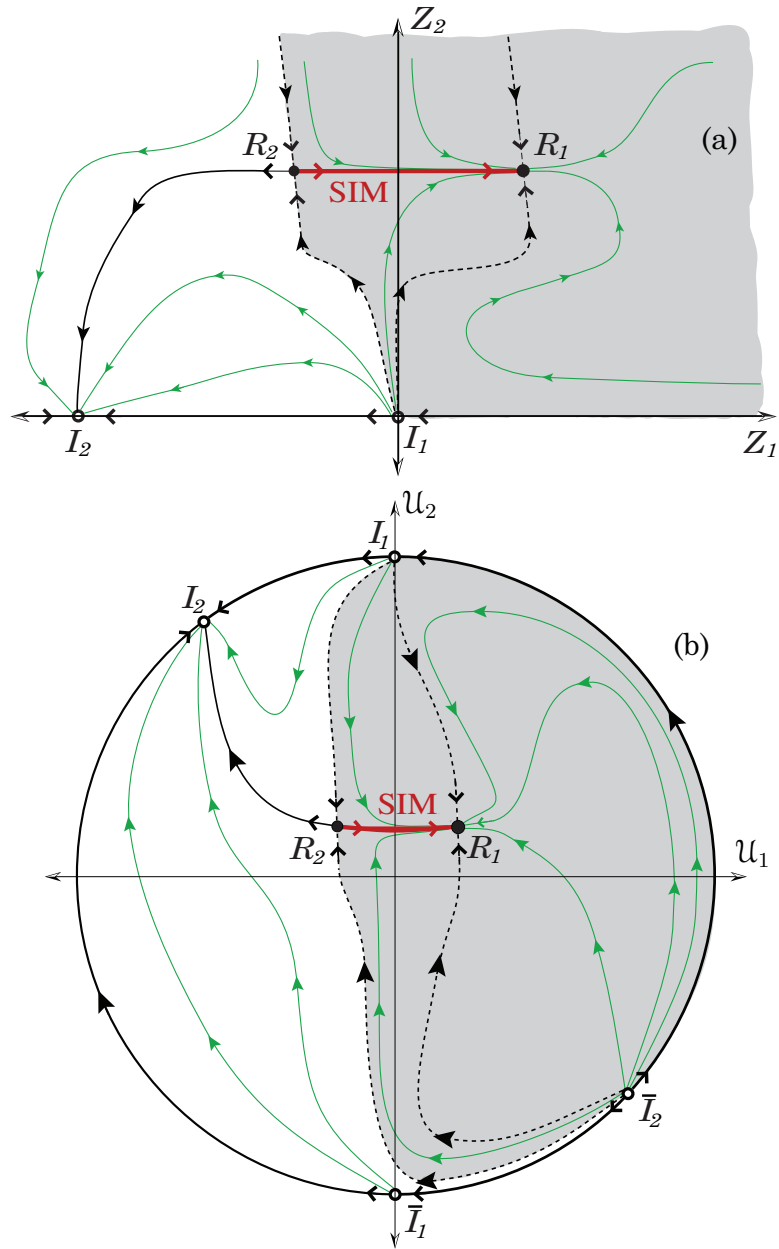 Z₂
(a)
R₂ R₁
SIM
I₂ I₁ Z₁
𝔘₂
I₁
I₂
(b)
SIM
R₂ R₁
𝔘₁
Ī₂
Ī₁